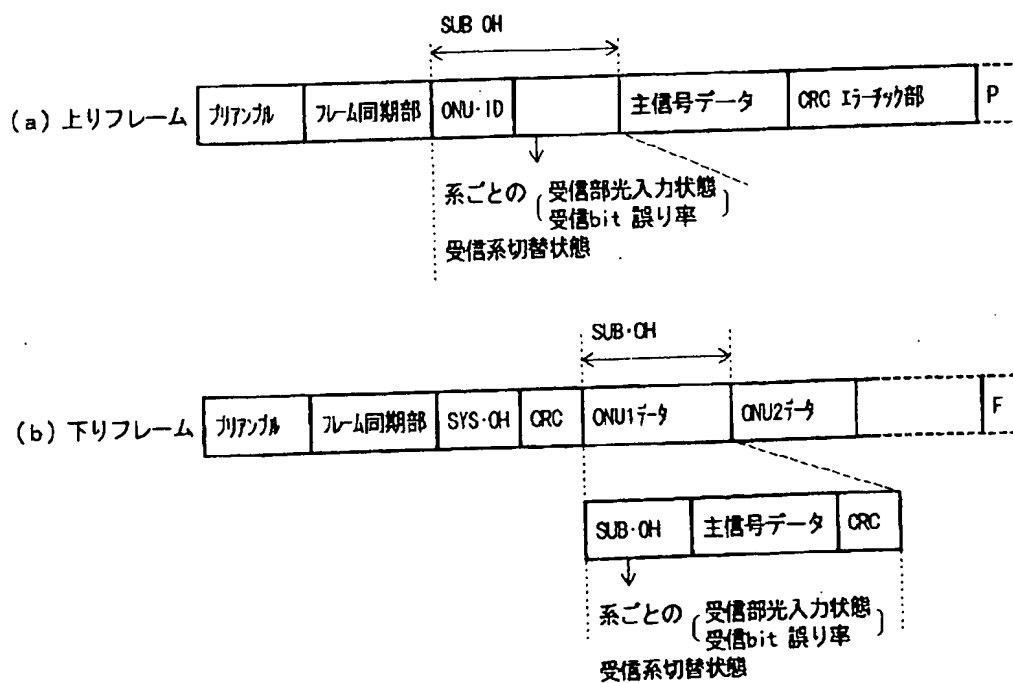 SUB OH
(a) 上りフレーム プリアンブル フレーム同期部 ONU・ID 主信号データ CRC エラーチック部 P
系ごとの (受信部光入力状態
受信bit 誤り率)
受信系切替状態
SUB・OH
(b) 下りフレーム プリアンブル フレーム同期部 SYS・OH CRC ONU1データ ONU2データ F
SUB・OH 主信号データ CRC
系ごとの (受信部光入力状態
受信bit 誤り率)
受信系切替状態